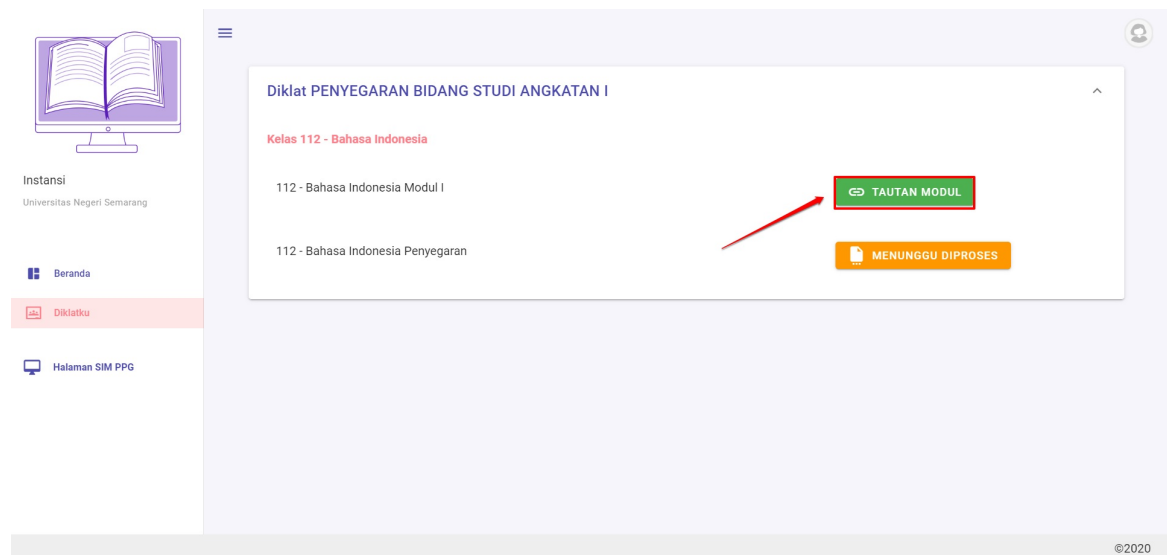 Instansi
Universitas Negeri Semarang
Beranda
Diklatku
Halaman SIM PPG
Diklat PENYEGARAN BIDANG STUDI ANGKATAN I
Kelas 112 - Bahasa Indonesia
112 - Bahasa Indonesia Modul I
TAUTAN MODUL
112 - Bahasa Indonesia Penyegaran
MENUNGGU DIPROSES
©2020